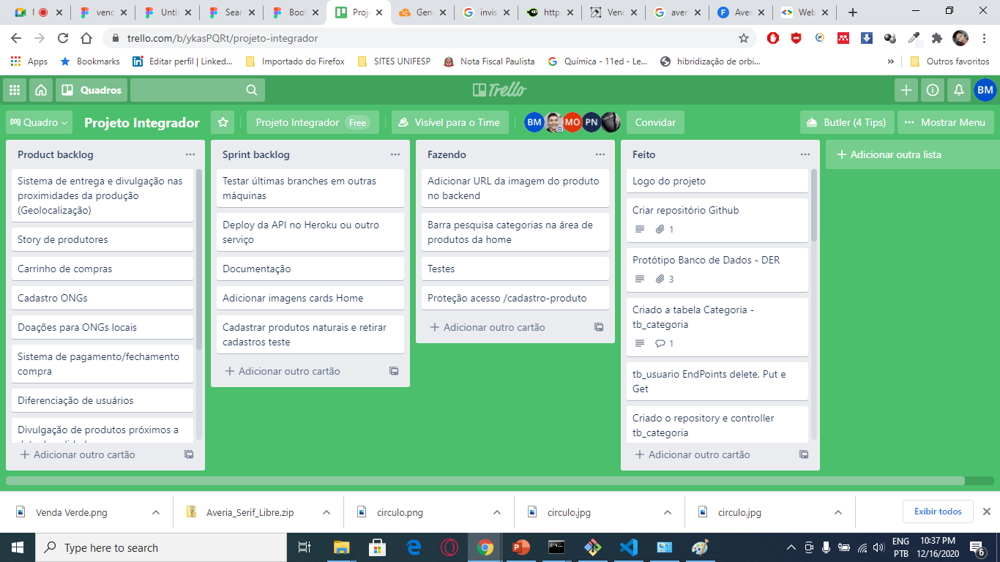 M
venc
Unti
Sear
Boot
Proje
Gene
invis
http
Venc
aver
Aver
Web
trello.com/b/ykasPQRt/projeto-integrador
Apps
Bookmarks
Editar perfil | Linked...
Importado do Firefox
SITES UNIFESP
Nota Fiscal Paulista
Química - 11ed - Le...
hibridização de orbi...
»
Outros favoritos
Quadros
Trello
BM
Quadro
Projeto Integrador
Projeto Integrador Free
Visível para o Time
BM
MO
PN
Convidar
Butler (4 Tips)
Mostrar Menu
Product backlog
Sistema de entrega e divulgação nas
proximidades da produção
(Geolocalização)
Story de produtores
Carrinho de compras
Cadastro ONGs
Doações para ONGs locais
Sistema de pagamento/fechamento
compra
Diferenciação de usuários
Divulgação de produtos próximos a
+ Adicionar outro cartão
Sprint backlog
Testar últimas branches em outras
máquinas
Deploy da API no Heroku ou outro
serviço
Documentação
Adicionar imagens cards Home
Cadastrar produtos naturais e retirar
cadastros teste
+ Adicionar outro cartão
Fazendo
Adicionar URL da imagem do produto
no backend
Barra pesquisa categorias na área de
produtos da home
Testes
Proteção acesso /cadastro-produto
+ Adicionar outro cartão
Feito
Logo do projeto
Criar repositório Github
1
Protótipo Banco de Dados - DER
3
Criado a tabela Categoria -
tb_categoria
1
tb_usuario EndPoints delete, Put e
Get
Criado o repository e controller
tb_categoria
+ Adicionar outro cartão
+ Adicionar outra lista
Venda Verde.png
Averia_Serif_Libre.zip
circulo.png
circulo.jpg
circulo.jpg
Exibir todos
Type here to search
ENG
PTB
10:37 PM
12/16/2020
6